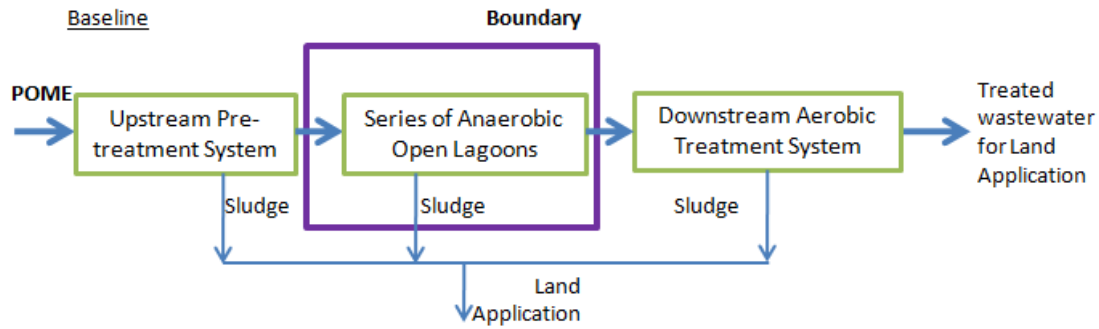 Baseline
Boundary
POME
Upstream Pre-
treatment System
Series of Anaerobic
Open Lagoons
Downstream Aerobic
Treatment System
Treated
wastewater
for Land
Application
Sludge
Sludge
Sludge
Land
Application